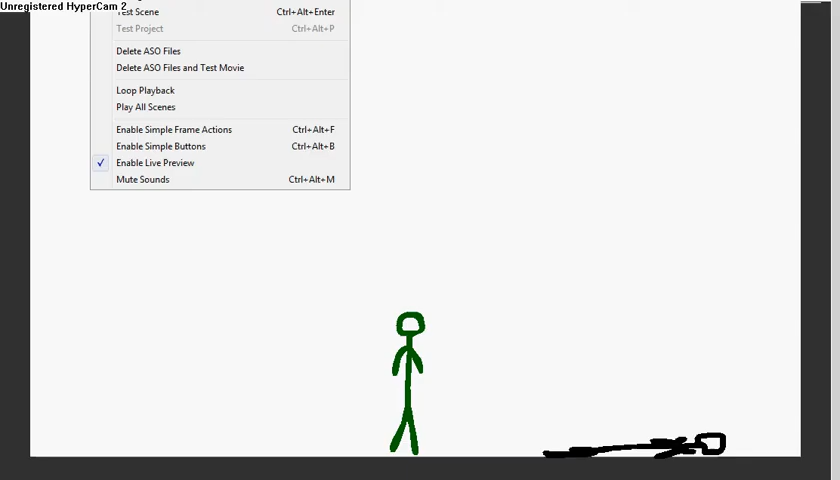 Unregistered HyperCam 2
Test Scene Ctrl+Alt+Enter
Test Project Ctrl+Alt+P
Delete ASO Files
Delete ASO Files and Test Movie
Loop Playback
Play All Scenes
Enable Simple Frame Actions Ctrl+Alt+F
Enable Simple Buttons Ctrl+Alt+B
Enable Live Preview
Mute Sounds Ctrl+Alt+M